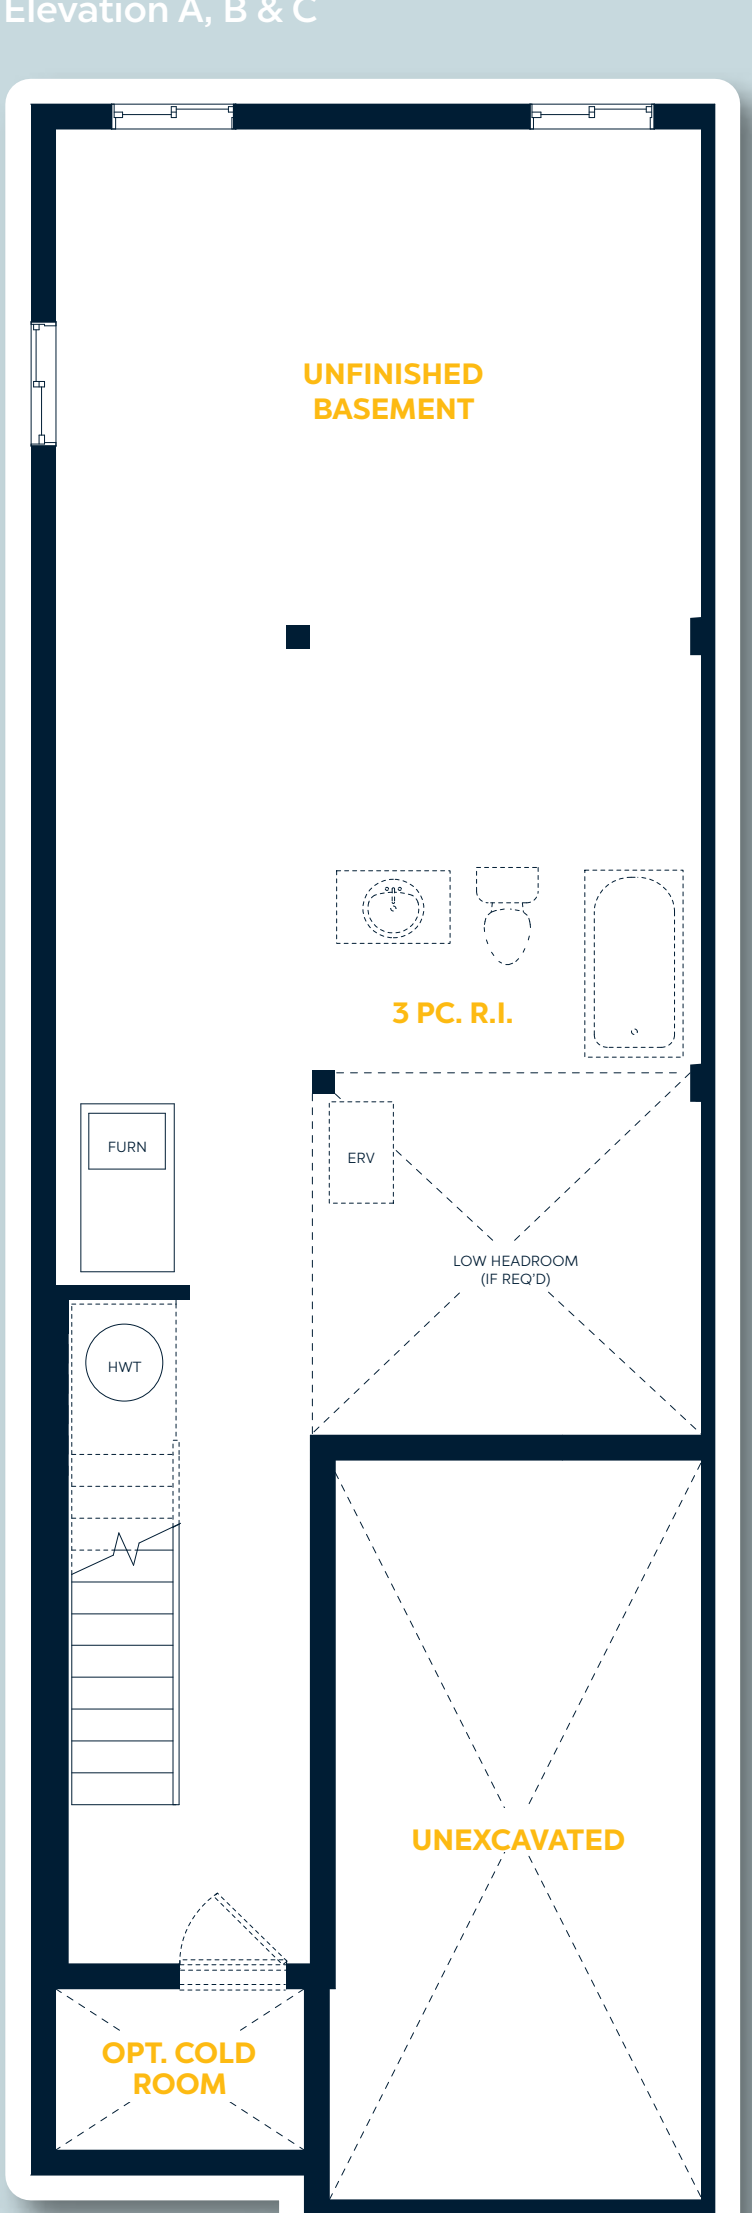 Elevation A, B & C
UNFINISHED
BASEMENT
3 PC. R.I.
FURN
ERV
LOW HEADROOM
(IF REQ'D)
HWT
UNEXCAVATED
OPT. COLD
ROOM